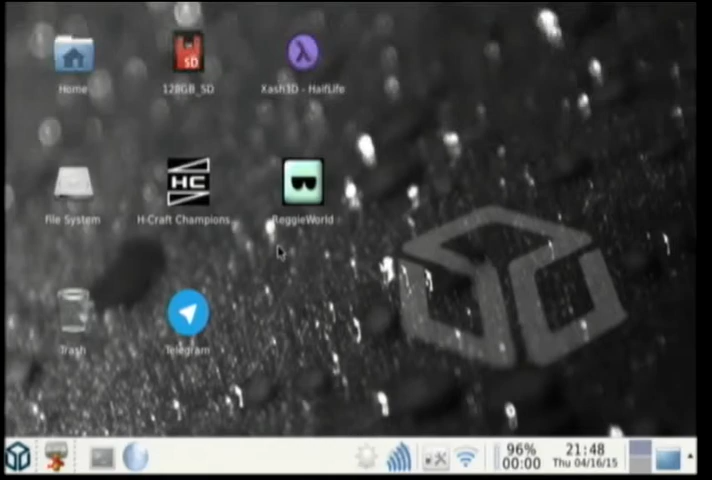 SD
λ
Home
128GB_SD
Xash3D - HalfLife
HC
File System
H-Craft Champions
ReggieWorld
Trash
Telegram
96%
00:00
21:48
Thu 04/16/15